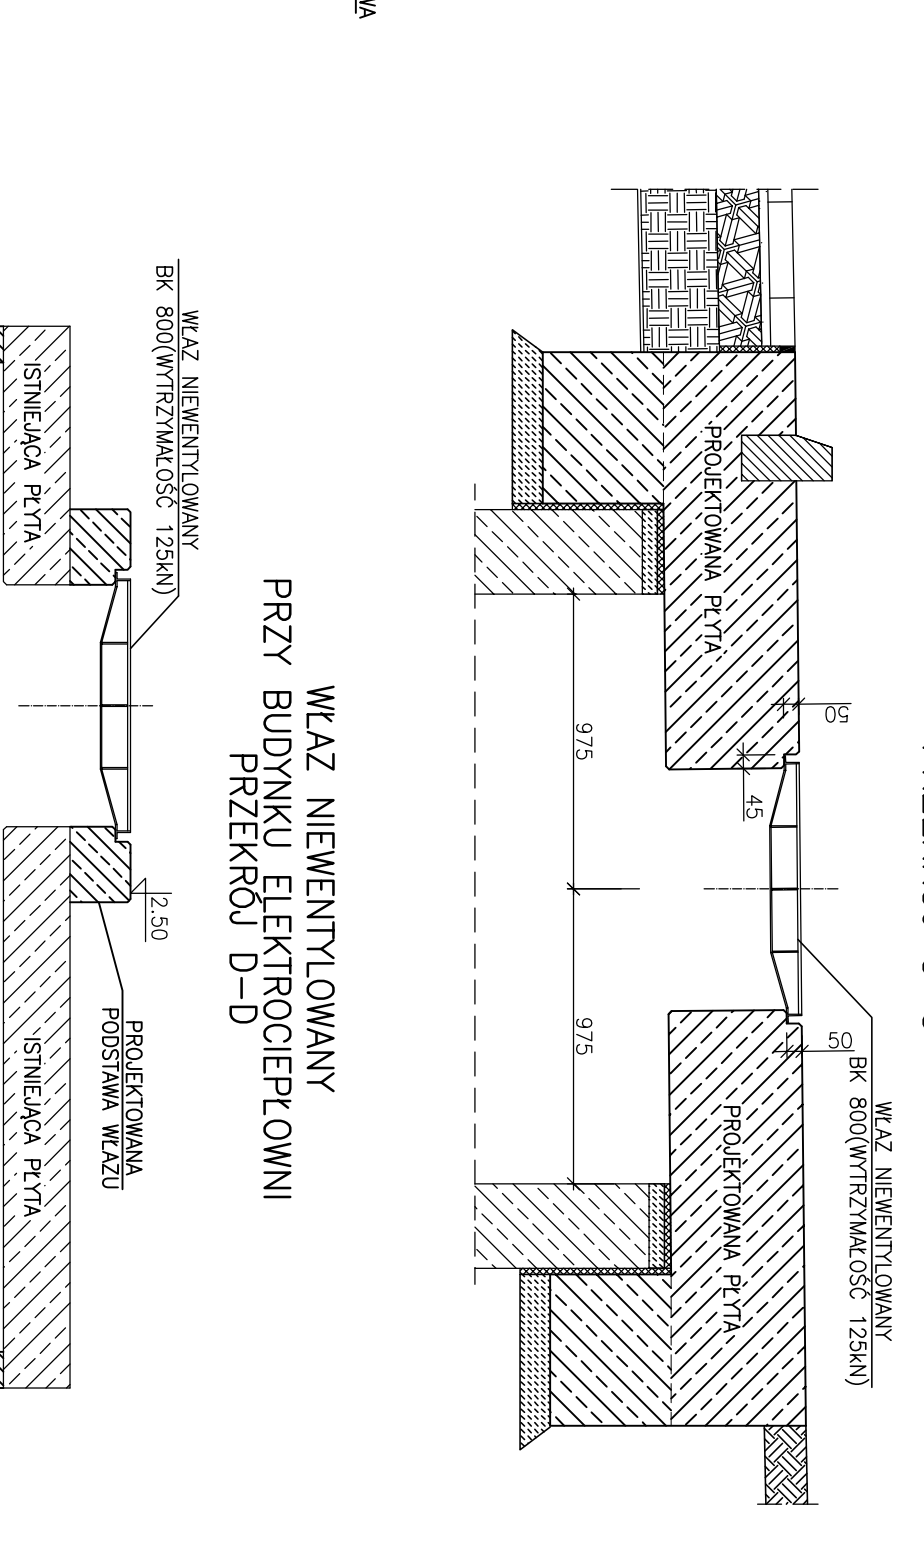 WŁAZ NIEWENTYLOWANY
BK 800(WYTRZYMAŁOŚĆ 125kN)
50
50
45
PROJEKTOWANA PŁYTA
PROJEKTOWANA PŁYTA
975
975
WŁAZ NIEWENTYLOWANY
PRZY BUDYNKU ELEKTROCIEPŁOWNI
PRZEKRÓJ D-D
WŁAZ NIEWENTYLOWANY
BK 800(WYTRZYMAŁOŚĆ 125kN)
2.50
PROJEKTOWANA
PODSTAWA WŁAZU
ISTNIEJĄCA PŁYTA
ISTNIEJĄCA PŁYTA